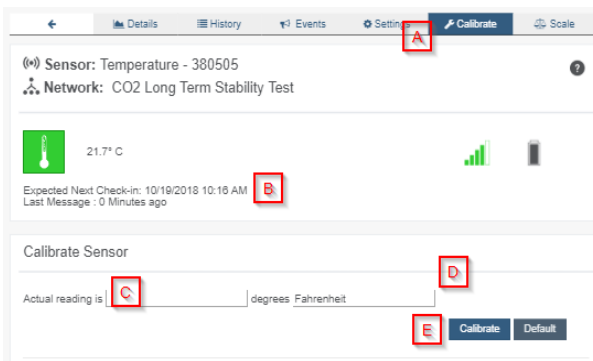 Details History Events Settings Calibrate Scale
A
Sensor: Temperature - 380505
Network: CO2 Long Term Stability Test
21.7° C
Expected Next Check-in: 10/19/2018 10:16 AM
B
Last Message : 0 Minutes ago
Calibrate Sensor
D
Actual reading is C degrees Fahrenheit
E Calibrate Default